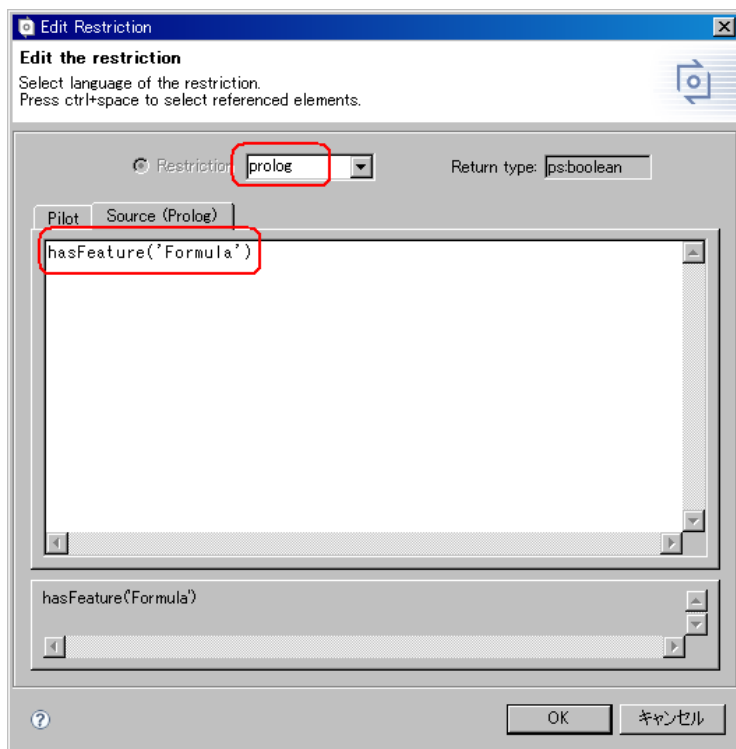 Edit Restriction
Edit the restriction
Select language of the restriction.
Press ctrl+space to select referenced elements.
Restriction prolog Return type: ps:boolean
Pilot Source (Prolog)
hasFeature('Formula')
hasFeature('Formula')
OK キャンセル